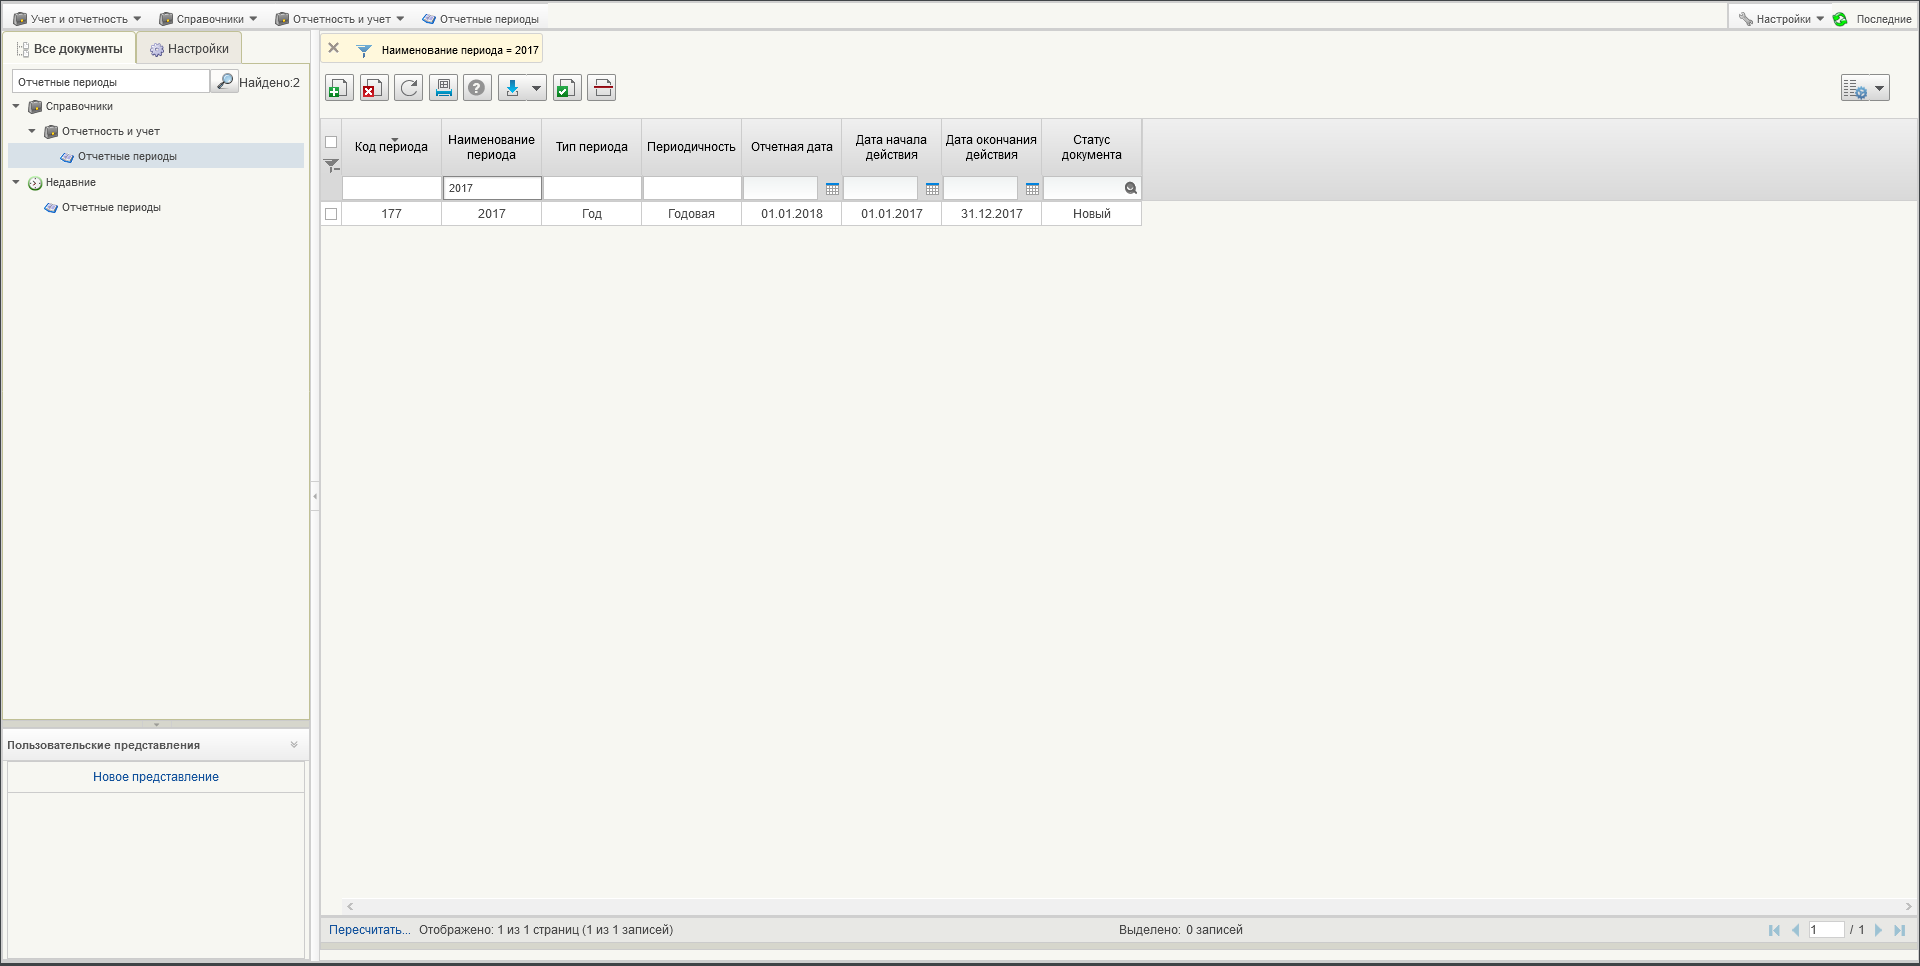 Учет и отчетность Справочники Отчетность и учет Отчетные периоды Настройки Последние
Все документы Настройки
Отчетные периоды Найдено:2
Справочники
Отчетность и учет
Отчетные периоды
Недавние
Отчетные периоды
Пользовательские представления
Новое представление
Наименование периода = 2017
Код периода Наименование периода Тип периода Периодичность Отчетная дата Дата начала действия Дата окончания действия Статус документа
2017
177 2017 Год Годовая 01.01.2018 01.01.2017 31.12.2017 Новый
Пересчитать... Отображено: 1 из 1 страниц (1 из 1 записей) Выделено: 0 записей 1 / 1